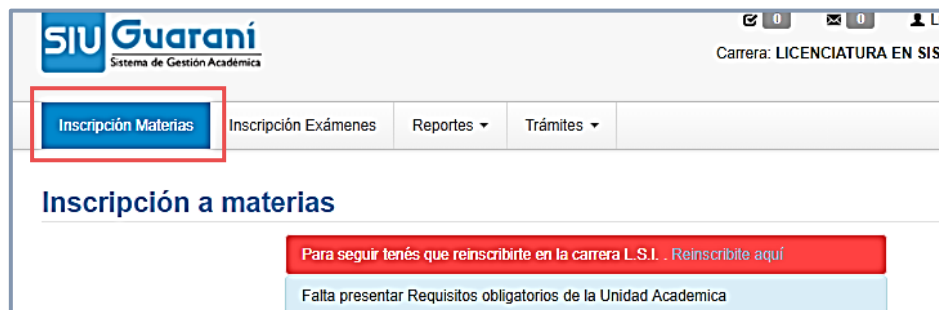 0 0 L
SIU Guaraní
Sistema de Gestión Académica
Carrera: LICENCIATURA EN SIS
Inscripción Materias Inscripción Exámenes Reportes Trámites
Inscripción a materias
Para seguir tenés que reinscribirte en la carrera L.S.I. . Reinscribite aquí
Falta presentar Requisitos obligatorios de la Unidad Academica